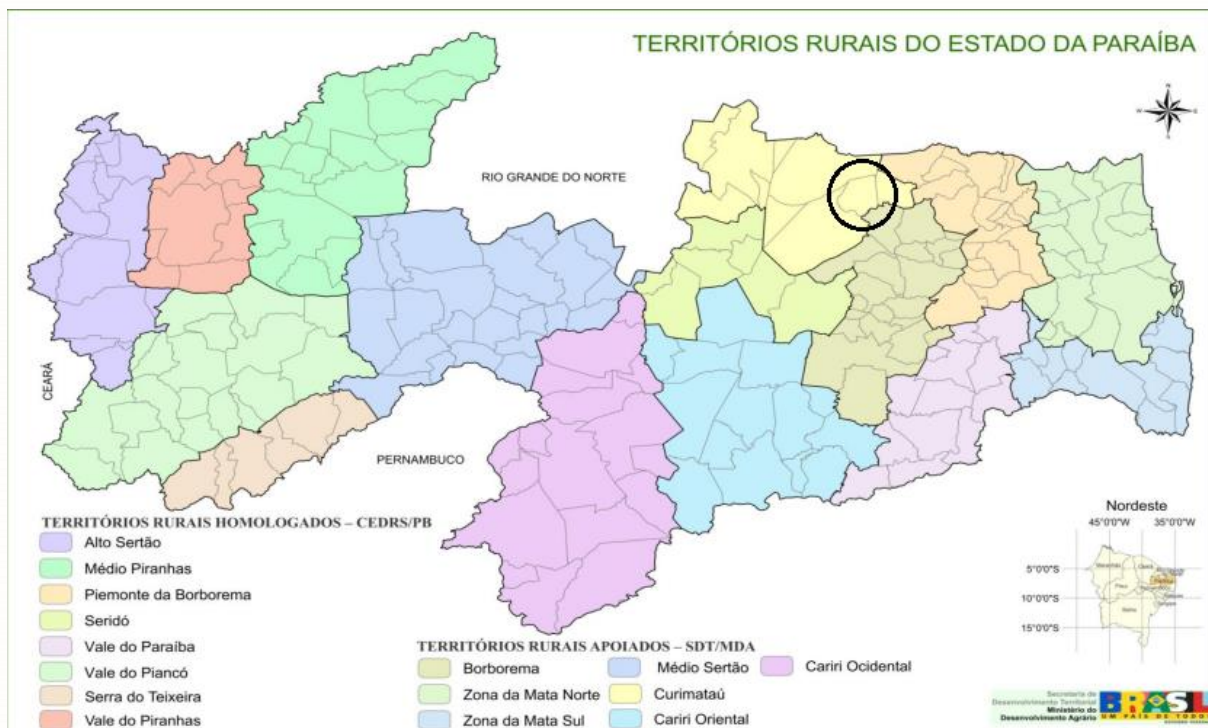 TERRITÓRIOS RURAIS DO ESTADO DA PARAÍBA
RIO GRANDE DO NORTE
CEARÁ
PERNAMBUCO
TERRITÓRIOS RURAIS HOMOLOGADOS – CEDRS/PB
Alto Sertão
Médio Piranhas
Piemonte da Borborema
Seridó
Vale do Paraíba
Vale do Piancó
Serra do Teixeira
Vale do Piranhas
TERRITÓRIOS RURAIS APOIADOS – SDT/MDA
Borborema
Zona da Mata Norte
Zona da Mata Sul
Médio Sertão
Curimataú
Cariri Oriental
Cariri Ocidental
Nordeste
45°0'0"W 35°0'0"W
5°0'0"S
10°0'0"S
15°0'0"S
Secretaria de
Desenvolvimento Territorial
Ministério do
Desenvolvimento Agrário
BRASIL
UM PAÍS DE TODOS